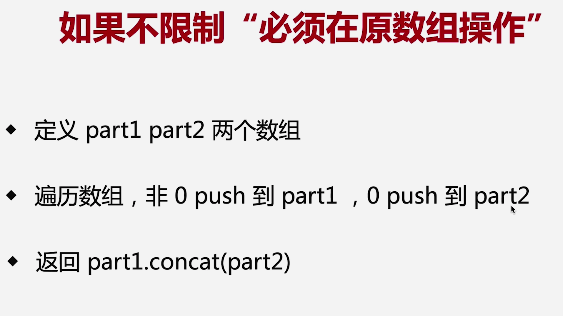 如果不限制“必须在原数组操作”
定义 part1 part2 两个数组
遍历数组，非 0 push 到 part1 ，0 push 到 part2
返回 part1.concat(part2)